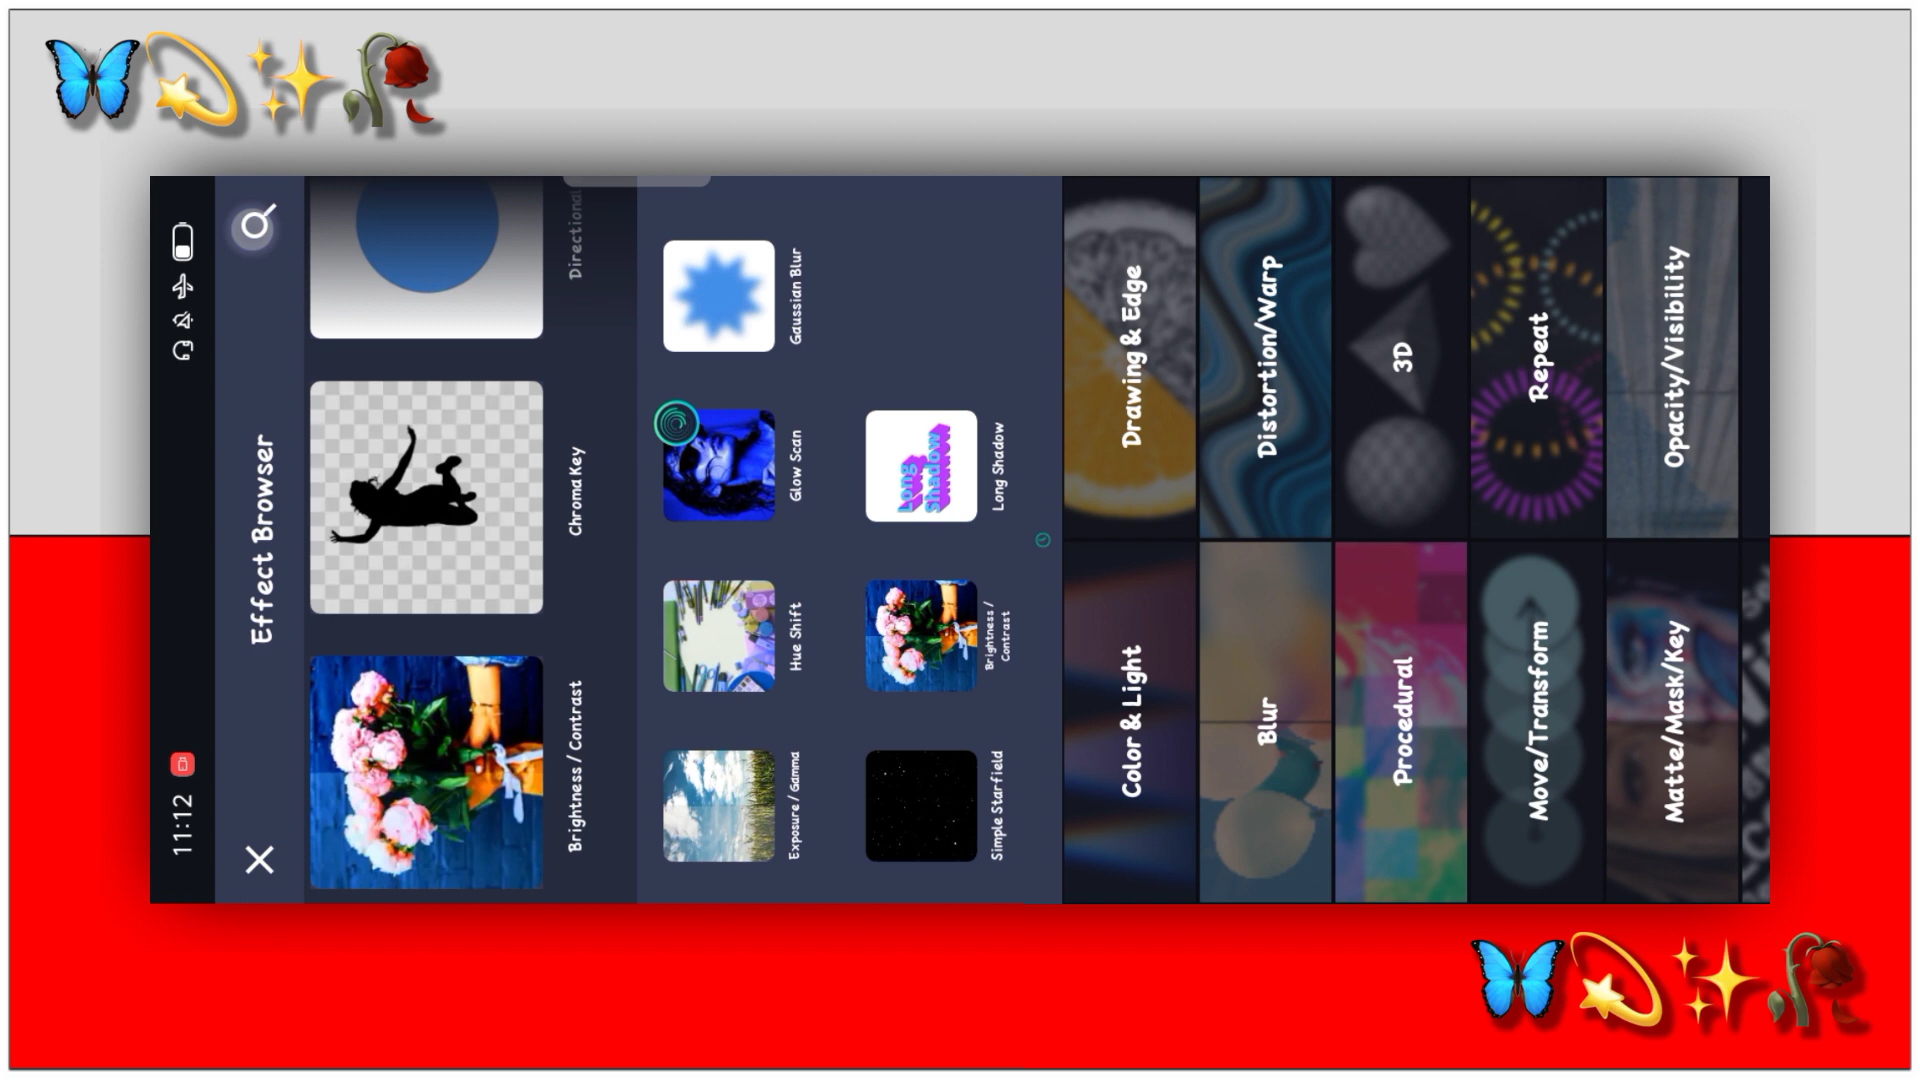 11:12
Effect Browser
Brightness / Contrast
Chroma Key
Directional
Exposure / Gamma
Hue Shift
Glow Scan
Gaussian Blur
Simple Starfield
Brightness /
Contrast
Long
Shadow
Long Shadow
Color & Light
Drawing & Edge
Blur
Distortion/Warp
Procedural
3D
Move/Transform
Repeat
Matte/Mask/Key
Opacity/Visibility